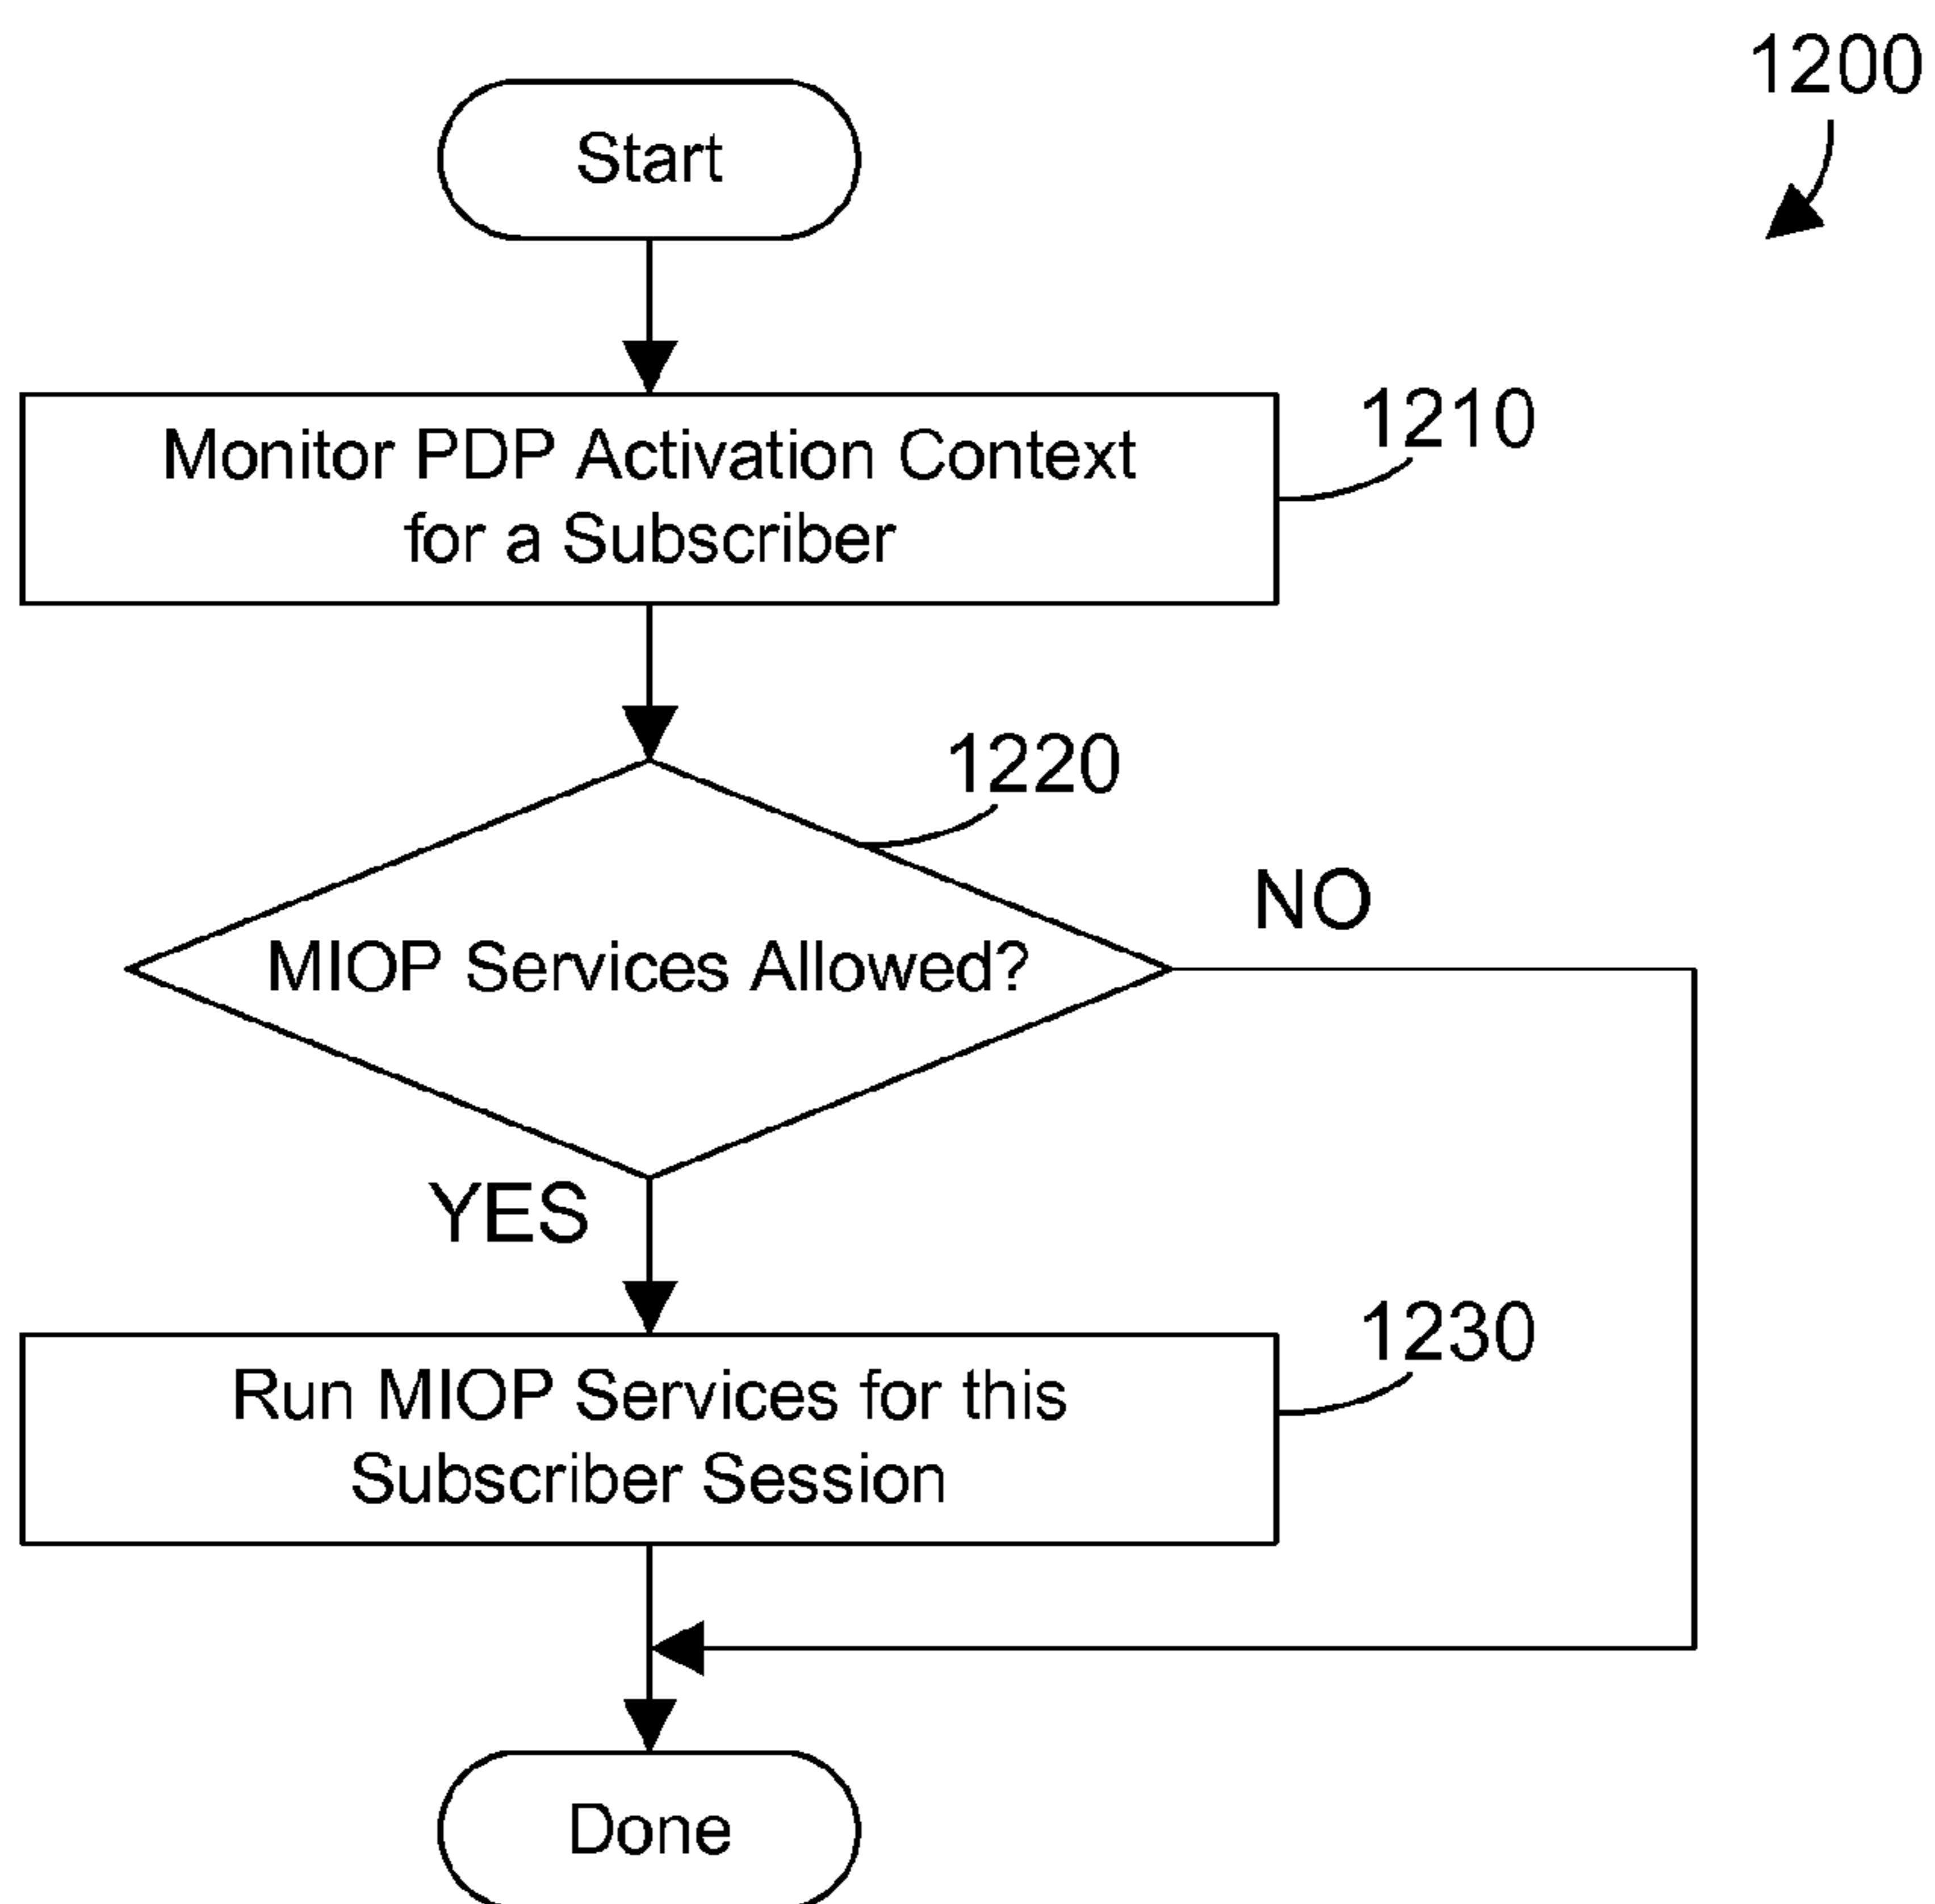 1200
Start
Monitor PDP Activation Context
for a Subscriber
1210
1220
MIOP Services Allowed?
NO
YES
Run MIOP Services for this
Subscriber Session
1230
Done